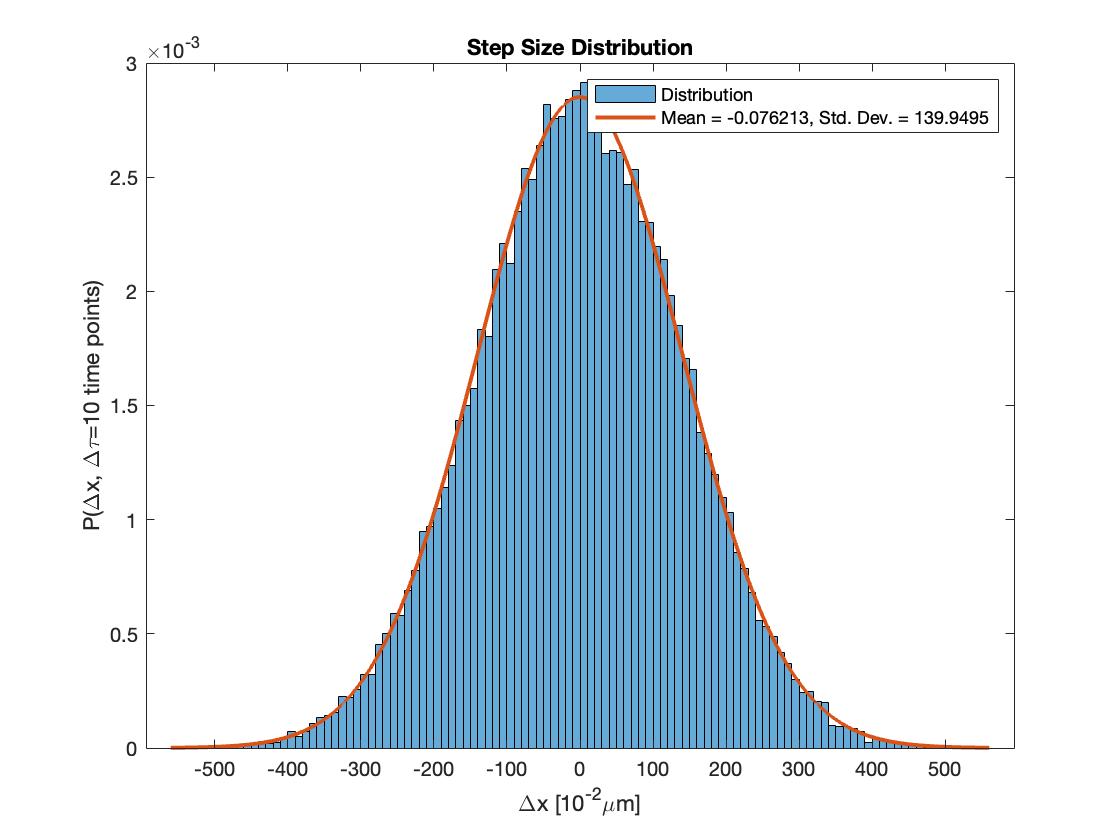 Step Size Distribution
×10⁻³
Distribution
Mean = -0.076213, Std. Dev. = 139.9495
P(Δx, Δτ=10 time points)
3
2.5
2
1.5
1
0.5
0
-500 -400 -300 -200 -100 0 100 200 300 400 500
Δx [10⁻²μm]